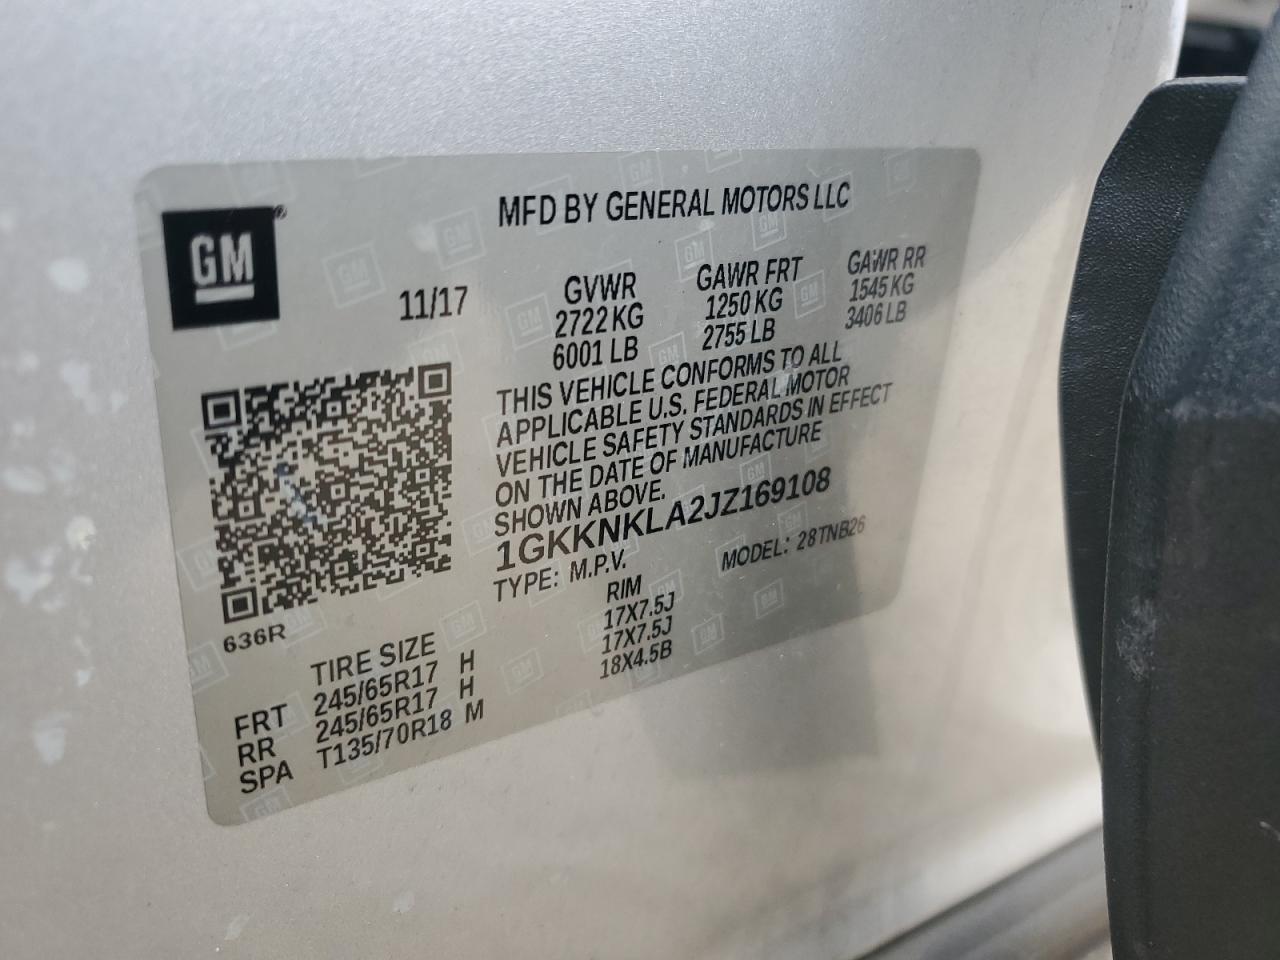 GM
MFD BY GENERAL MOTORS LLC
11/17
GVWR GAWR FRT GAWR RR
2722 KG 1250 KG 1545 KG
6001 LB 2755 LB 3406 LB
THIS VEHICLE CONFORMS TO ALL
APPLICABLE U.S. FEDERAL MOTOR
VEHICLE SAFETY STANDARDS IN EFFECT
ON THE DATE OF MANUFACTURE
SHOWN ABOVE.
1GKKNKLA2JZ169108
TYPE: M.P.V. MODEL: 28TNB26
636R
TIRE SIZE RIM
FRT 245/65R17 H 17X7.5J
RR 245/65R17 H 17X7.5J
SPA T135/70R18 M 18X4.5B